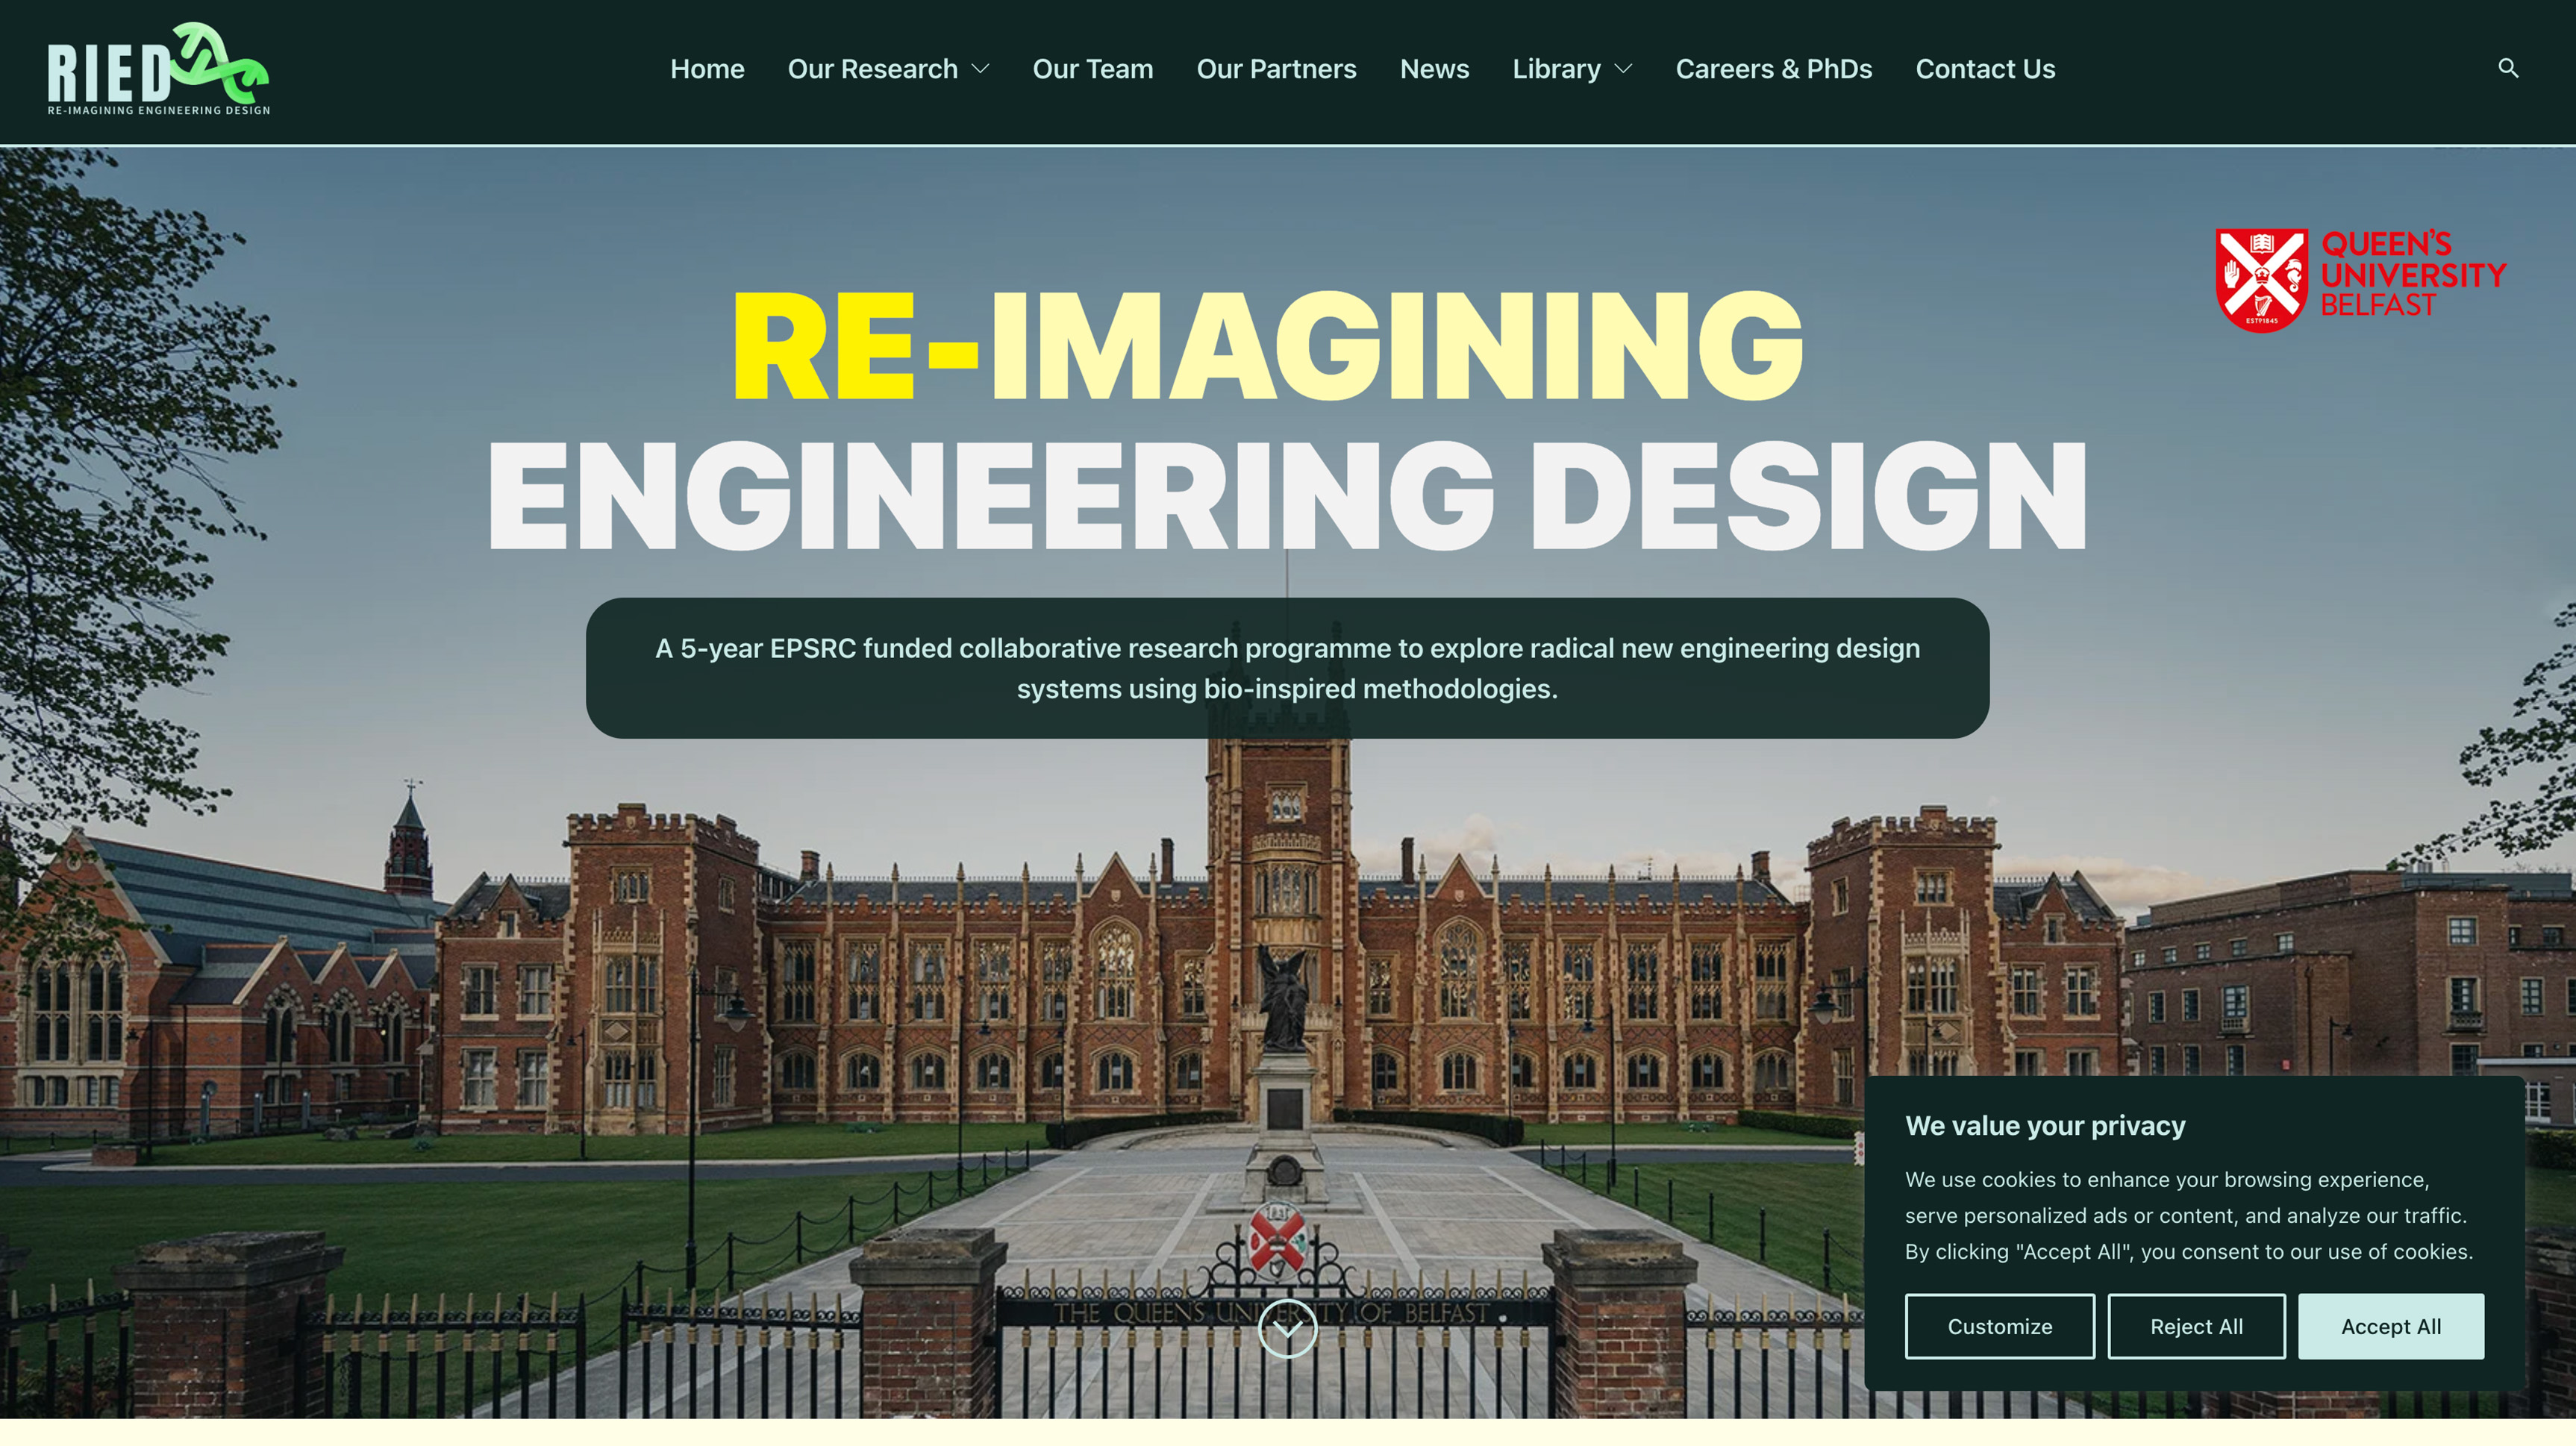 RIED
RE-IMAGINING ENGINEERING DESIGN
Home
Our Research
Our Team
Our Partners
News
Library
Careers & PhDs
Contact Us
QUEEN'S
UNIVERSITY
BELFAST
ESTD1845
RE-IMAGINING
ENGINEERING DESIGN
A 5-year EPSRC funded collaborative research programme to explore radical new engineering design
systems using bio-inspired methodologies.
THE QUEEN'S UNIVERSITY OF BELFAST
We value your privacy
We use cookies to enhance your browsing experience,
serve personalized ads or content, and analyze our traffic.
By clicking "Accept All", you consent to our use of cookies.
Customize
Reject All
Accept All